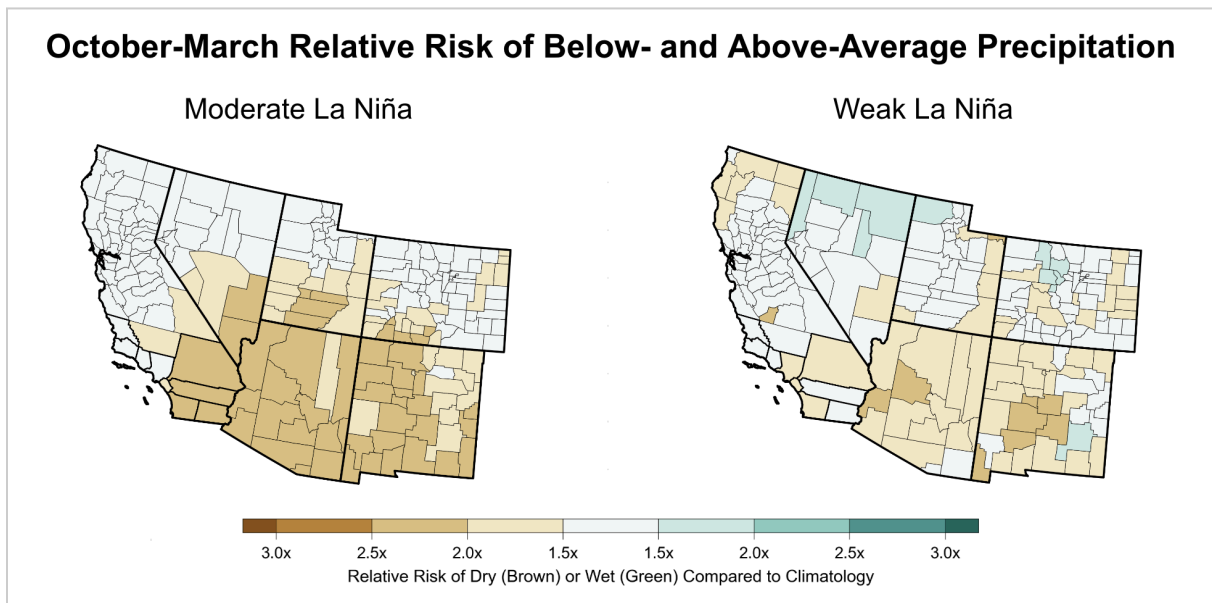 October-March Relative Risk of Below- and Above-Average Precipitation
Moderate La Niña
Weak La Niña
3.0x 2.5x 2.0x 1.5x 1.5x 2.0x 2.5x 3.0x
Relative Risk of Dry (Brown) or Wet (Green) Compared to Climatology